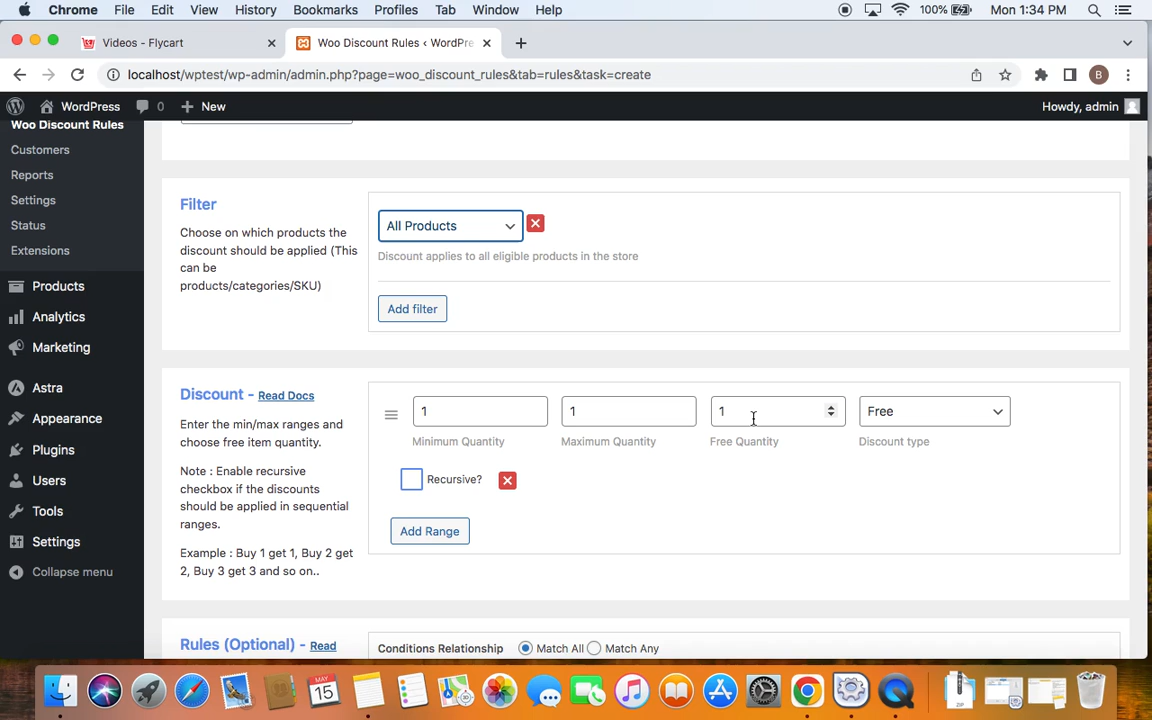 Chrome File Edit View History Bookmarks Profiles Tab Window Help 100% Mon 1:34 PM
Videos - Flycart Woo Discount Rules ‹ WordPre
localhost/wptest/wp-admin/admin.php?page=woo_discount_rules&tab=rules&task=create B
WordPress 0 New Howdy, admin
Woo Discount Rules
Customers
Reports
Settings
Status
Extensions
Products
Analytics
Marketing
Astra
Appearance
Plugins
Users
Tools
Settings
Collapse menu
Filter
Choose on which products the
discount should be applied (This
can be
products/categories/SKU)
All Products
Discount applies to all eligible products in the store
Add filter
Discount - Read Docs
Enter the min/max ranges and
choose free item quantity.
Note : Enable recursive
checkbox if the discounts
should be applied in sequential
ranges.
Example : Buy 1 get 1, Buy 2 get
2, Buy 3 get 3 and so on..
1 1 1 Free
Minimum Quantity Maximum Quantity Free Quantity Discount type
Recursive?
Add Range
Rules (Optional) - Read
Conditions Relationship Match All Match Any
MAY
15
ZIP